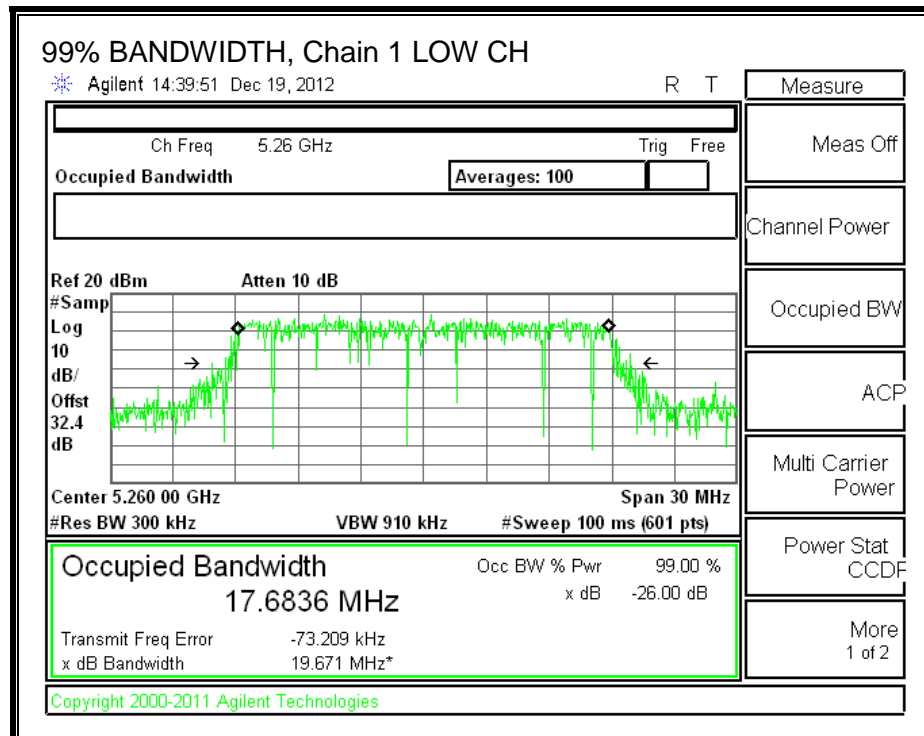 99% BANDWIDTH, Chain 1 LOW CH
Agilent 14:39:51 Dec 19, 2012 R T
Measure
Ch Freq 5.26 GHz Trig Free
Occupied Bandwidth Averages: 100
Meas Off
Channel Power
Occupied BW
ACP
Multi Carrier
Power
Power Stat
CCDF
More
1 of 2
Ref 20 dBm Atten 10 dB
#Samp
Log
10
dB/
Offst
32.4
dB
Center 5.260 00 GHz Span 30 MHz
#Res BW 300 kHz VBW 910 kHz #Sweep 100 ms (601 pts)
Occupied Bandwidth Occ BW % Pwr 99.00 %
17.6836 MHz x dB -26.00 dB
Transmit Freq Error -73.209 kHz
x dB Bandwidth 19.671 MHz*
Copyright 2000-2011 Agilent Technologies